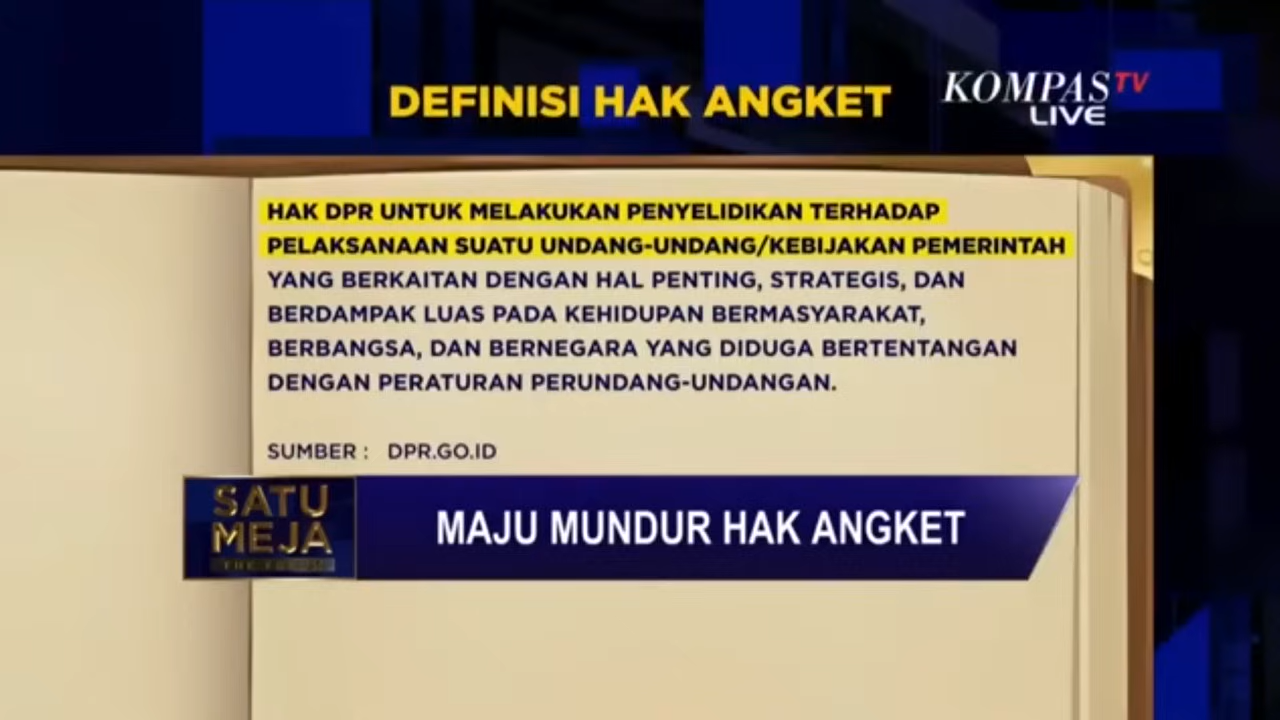 DEFINISI HAK ANGKET
KOMPAS TV
LIVE
HAK DPR UNTUK MELAKUKAN PENYELIDIKAN TERHADAP
PELAKSANAAN SUATU UNDANG-UNDANG/KEBIJAKAN PEMERINTAH
YANG BERKAITAN DENGAN HAL PENTING, STRATEGIS, DAN
BERDAMPAK LUAS PADA KEHIDUPAN BERMASYARAKAT,
BERBANGSA, DAN BERNEGARA YANG DIDUGA BERTENTANGAN
DENGAN PERATURAN PERUNDANG-UNDANGAN.
SUMBER : DPR.GO.ID
SATU
MEJA
MAJU MUNDUR HAK ANGKET